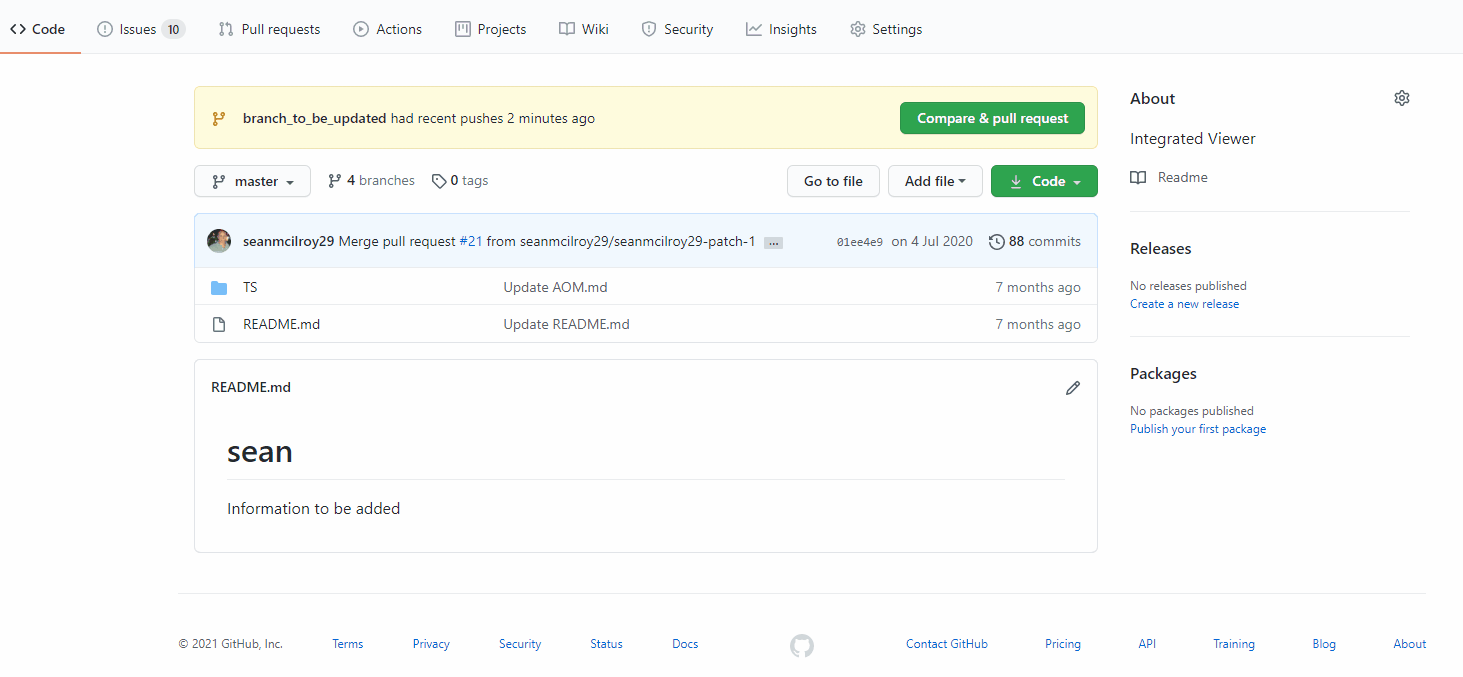 Code Issues 10 Pull requests Actions Projects Wiki Security Insights Settings
branch_to_be_updated had recent pushes 2 minutes ago Compare & pull request
master 4 branches 0 tags Go to file Add file Code
seanmcilroy29 Merge pull request #21 from seanmcilroy29/seanmcilroy29-patch-1 ... 01ee4e9 on 4 Jul 2020 88 commits
TS Update AOM.md 7 months ago
README.md Update README.md 7 months ago
README.md
sean
Information to be added
About
Integrated Viewer
Readme
Releases
No releases published
Create a new release
Packages
No packages published
Publish your first package
© 2021 GitHub, Inc. Terms Privacy Security Status Docs Contact GitHub Pricing API Training Blog About